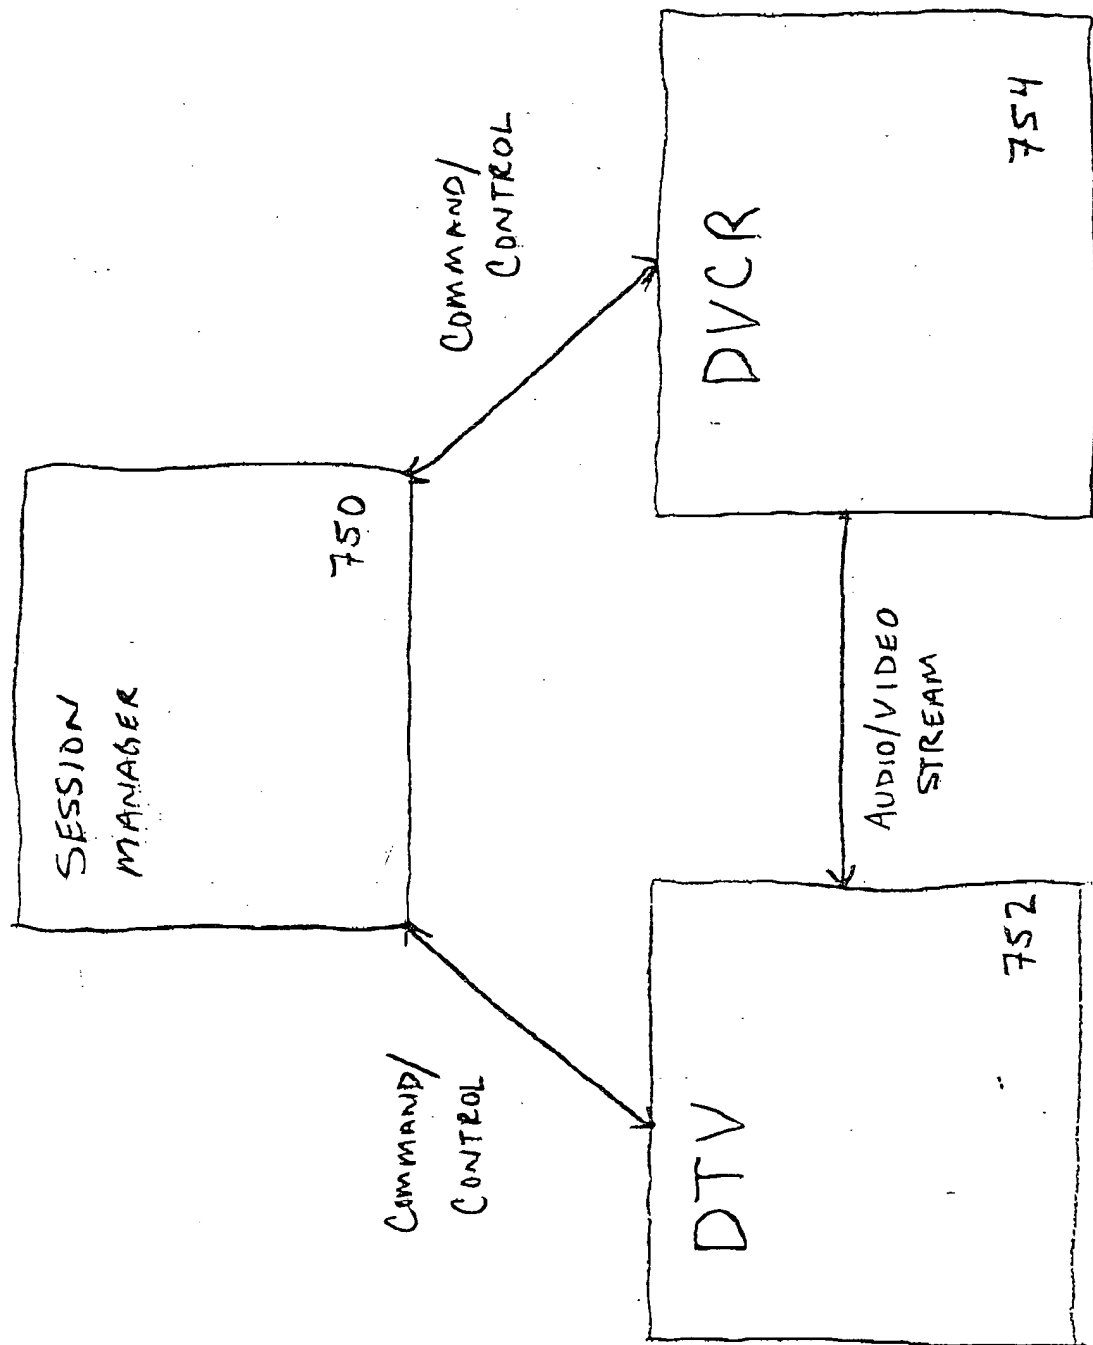 SESSION
MANAGER
750
COMMAND/
CONTROL
COMMAND/
CONTROL
DTV
752
AUDIO/VIDEO
STREAM
DVCR
754